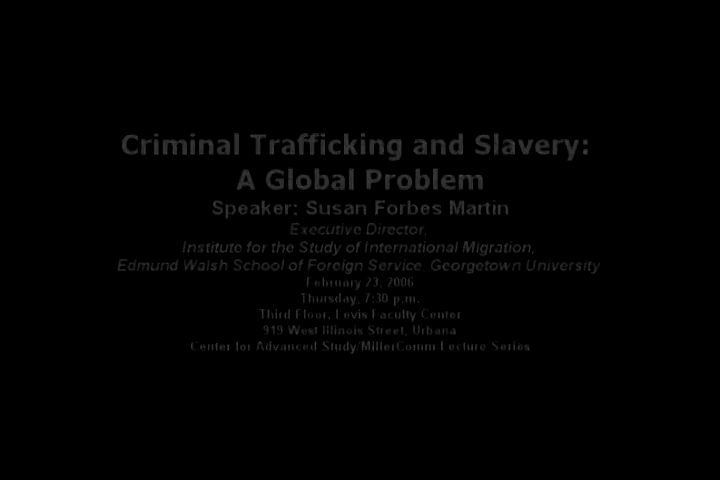 Criminal Trafficking and Slavery:
A Global Problem
Speaker: Susan Forbes Martin
Executive Director,
Institute for the Study of International Migration,
Edmund Walsh School of Foreign Service, Georgetown University
February 23, 2006
Thursday, 7:30 p.m.
Third Floor, Levis Faculty Center
919 West Illinois Street, Urbana
Center for Advanced Study/MillerComm Lecture Series